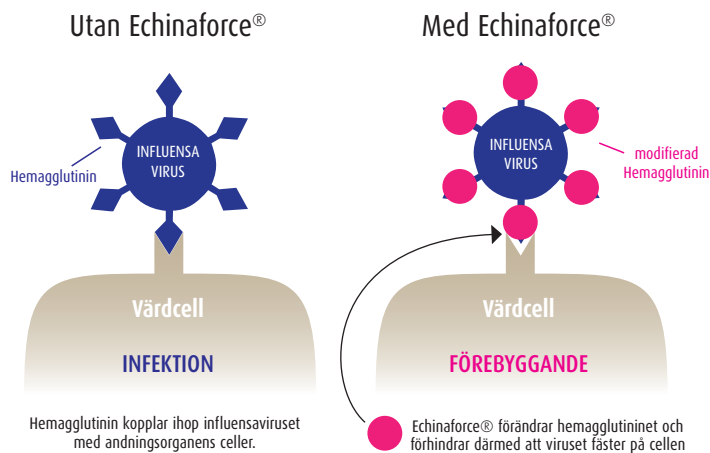 Utan Echinaforce®
Med Echinaforce®
INFLUENSA
VIRUS
Hemagglutinin
INFLUENSA
VIRUS
modifierad
Hemagglutinin
Värdcell
INFEKTION
Värdcell
FÖREBYGGANDE
Hemagglutinin kopplar ihop influensaviruset
med andningsorganens celler.
Echinaforce® förändrar hemagglutininet och
förhindrar därmed att viruset fäster på cellen